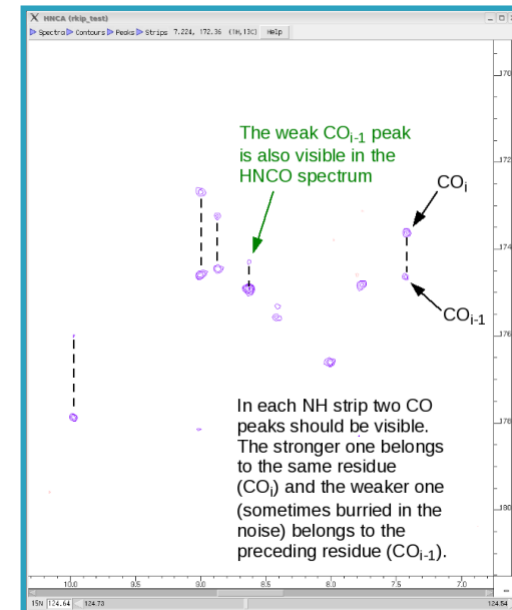 X HNCA (rkip_test)
Spectra Contours Peaks Strips 7.224, 172.36 (1H,13C) Help
170
The weak COi-1 peak
is also visible in the
HNCO spectrum
172
COi
174
COi-1
176
In each NH strip two CO
peaks should be visible.
The stronger one belongs
to the same residue
(COi) and the weaker one
(sometimes burried in the
noise) belongs to the
preceding residue (COi-1).
178
180
10.0 9.0 8.5 8.0 7.5 7.0
15N 124.64 124.73 124.54